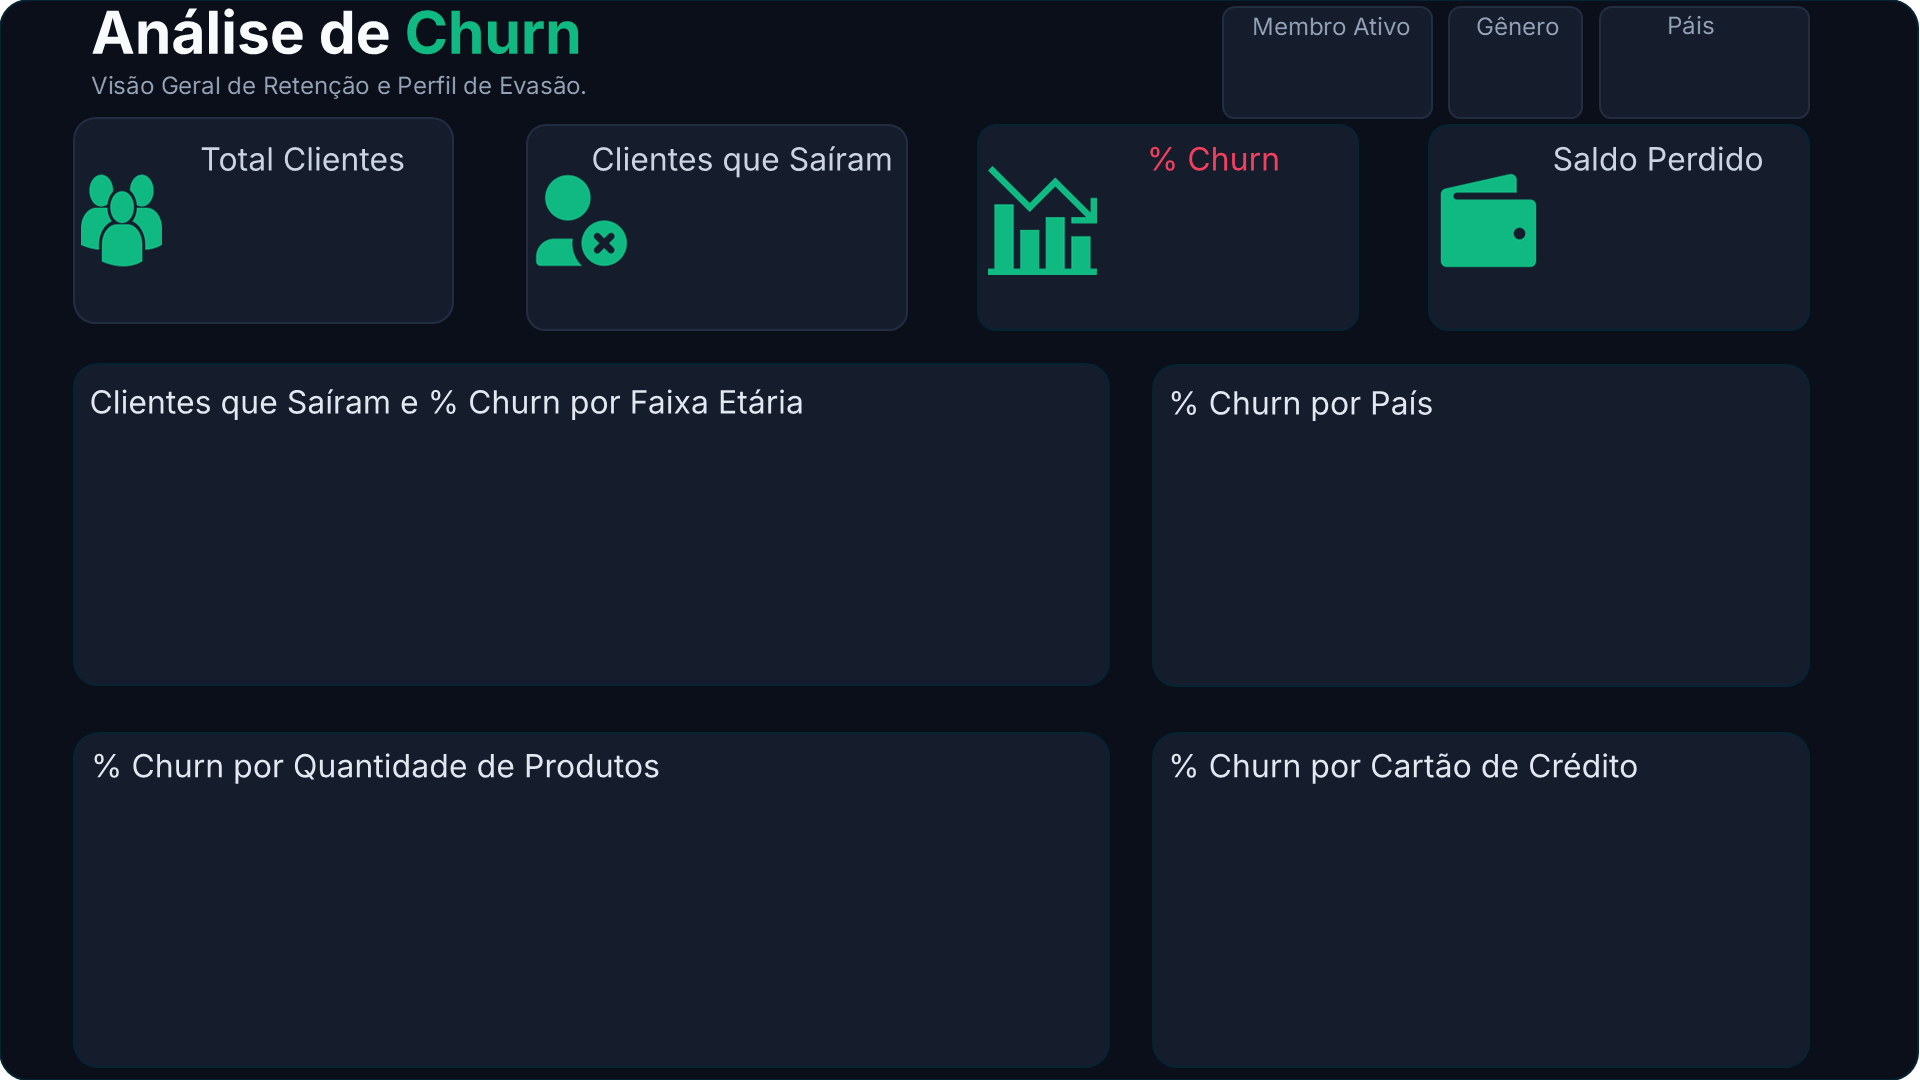 Análise de Churn
Visão Geral de Retenção e Perfil de Evasão.
Membro Ativo
Gênero
Páis
Total Clientes
Clientes que Saíram
% Churn
Saldo Perdido
Clientes que Saíram e % Churn por Faixa Etária
% Churn por País
% Churn por Quantidade de Produtos
% Churn por Cartão de Crédito